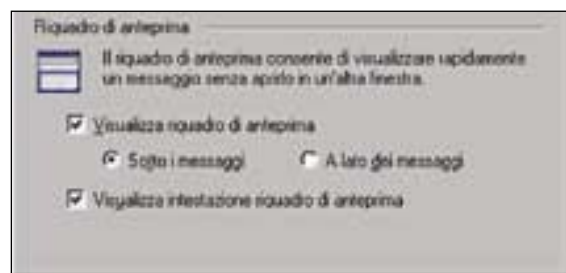 Riquadro di anteprima
Il riquadro di anteprima consente di visualizzare rapidamente
un messaggio senza aprirlo in un'altra finestra.
Visualizza riquadro di anteprima
Sotto i messaggi A lato dei messaggi
Visualizza intestazione riquadro di anteprima